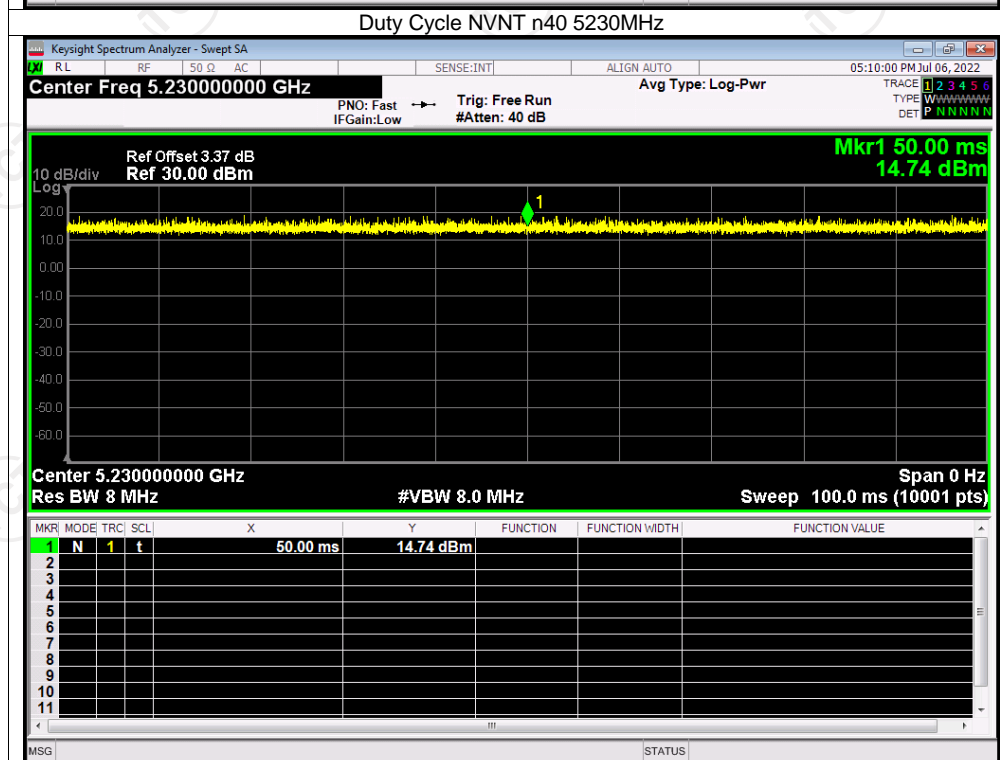 Duty Cycle NVNT n40 5230MHz
Keysight Spectrum Analyzer - Swept SA
LXI RL RF 50 Ω AC SENSE:INT ALIGN AUTO 05:10:00 PM Jul 06, 2022
Center Freq 5.230000000 GHz Avg Type: Log-Pwr TRACE 1 2 3 4 5 6
PNO: Fast Trig: Free Run TYPE WWWWWW
IFGain:Low #Atten: 40 dB DET P N N N N N
Mkr1 50.00 ms
Ref Offset 3.37 dB
10 dB/div Ref 30.00 dBm 14.74 dBm
Log
1
20.0
10.0
0.00
-10.0
-20.0
-30.0
-40.0
-50.0
-60.0
Center 5.230000000 GHz Span 0 Hz
Res BW 8 MHz #VBW 8.0 MHz Sweep 100.0 ms (10001 pts)
MKR MODE TRC SCL X Y FUNCTION FUNCTION WIDTH FUNCTION VALUE
1 N 1 t 50.00 ms 14.74 dBm
2
3
4
5
6
7
8
9
10
11
MSG STATUS